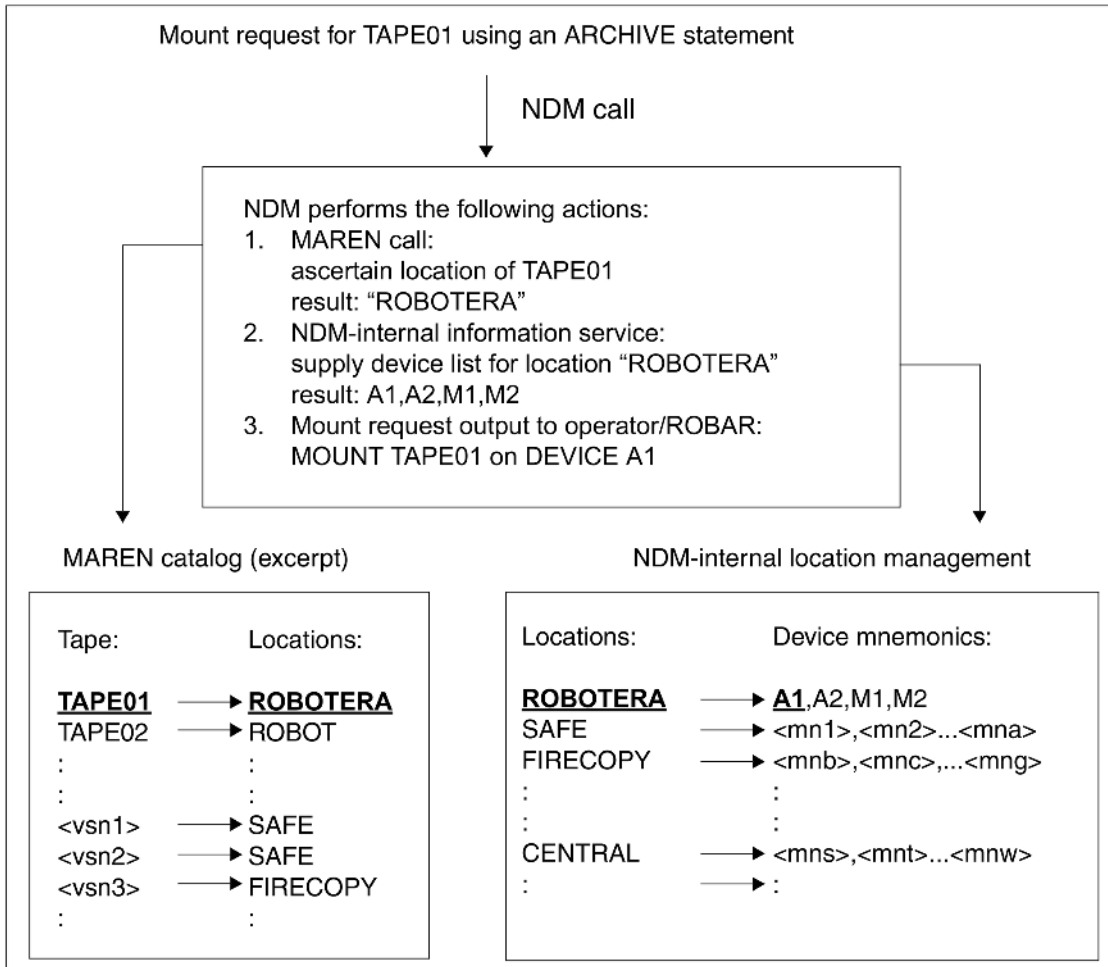 Mount request for TAPE01 using an ARCHIVE statement
NDM call
NDM performs the following actions:
1. MAREN call:
ascertain location of TAPE01
result: “ROBOTERA”
2. NDM-internal information service:
supply device list for location “ROBOTERA”
result: A1,A2,M1,M2
3. Mount request output to operator/ROBAR:
MOUNT TAPE01 on DEVICE A1
MAREN catalog (excerpt)
Tape: Locations:
TAPE01 ROBOTERA
TAPE02 ROBOT
: :
: :
<vsn1> SAFE
<vsn2> SAFE
<vsn3> FIRECOPY
: :
NDM-internal location management
Locations: Device mnemonics:
ROBOTERA A1,A2,M1,M2
SAFE <mn1>,<mn2>...<mna>
FIRECOPY <mnb>,<mnc>,...<mng>
: :
: :
CENTRAL <mns>,<mnt>...<mnw>
: :